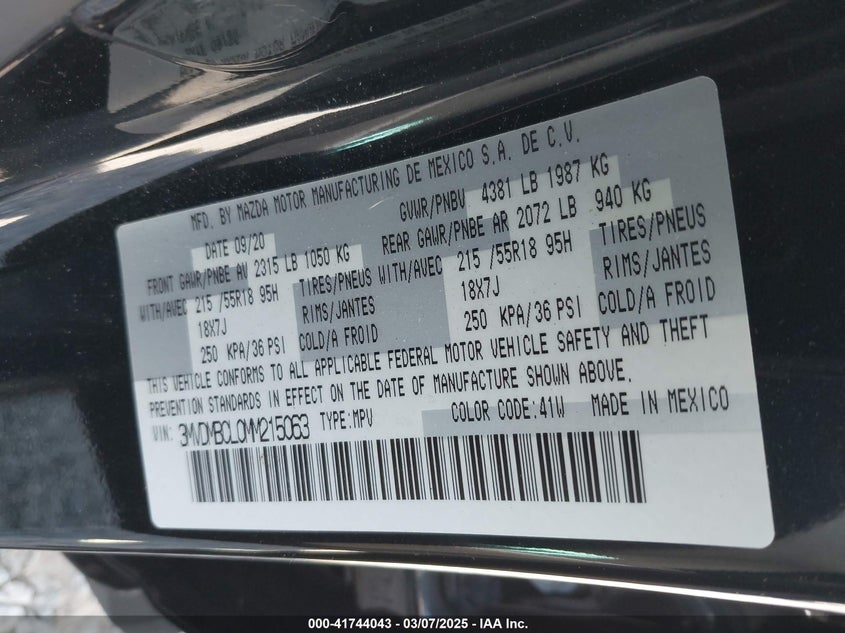 MFD. BY MAZDA MOTOR MANUFACTURING DE MEXICO S.A. DE C.V.
DATE 09/20 GVWR/PNBV 4381 LB 1987 KG
FRONT GAWR/PNBE AV 2315 LB 1050 KG REAR GAWR/PNBE AR 2072 LB 940 KG
WITH/AVEC 215 /55R18 95H TIRES/PNEUS WITH/AVEC 215 /55R18 95H TIRES/PNEUS
18X7J RIMS/JANTES 18X7J RIMS/JANTES
250 KPA/36 PSI COLD/A FROID 250 KPA/36 PSI COLD/A FROID
THIS VEHICLE CONFORMS TO ALL APPLICABLE FEDERAL MOTOR VEHICLE SAFETY AND THEFT
PREVENTION STANDARDS IN EFFECT ON THE DATE OF MANUFACTURE SHOWN ABOVE.
VIN: 3MVDMBCL0MM215063 TYPE:MPV COLOR CODE:41W MADE IN MEXICO
000-41744043 - 03/07/2025 - IAA Inc.